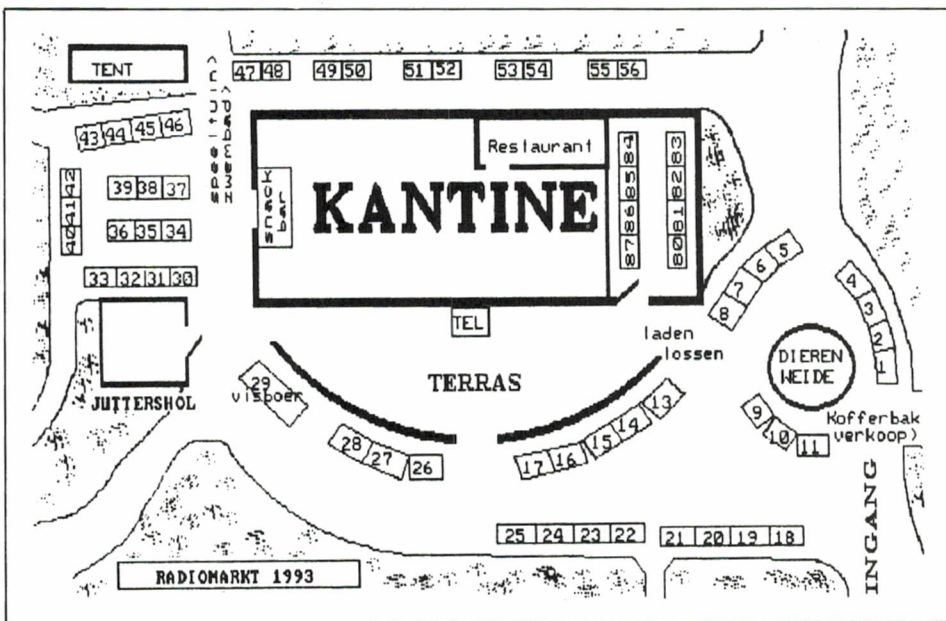 TENT
47 48 49 50 51 52 53 54 55 56
43 44 45 46
Restaurant
84 85 86 87
83 82 81 80
KANTINE
snack
bar
42 41 40
39 38 37
36 35 34
33 32 31 30
5 6 7 8
4 3 2 1
TEL
laden
lossen
DIEREN
WEIDE
TERRAS
JUTTERSHOL
29
visboer
28 27 26
17 16 15 14 13
9 10 11
Kofferbak
verkoop)
25 24 23 22
21 20 19 18
INGANG
RADIOMARKT 1993